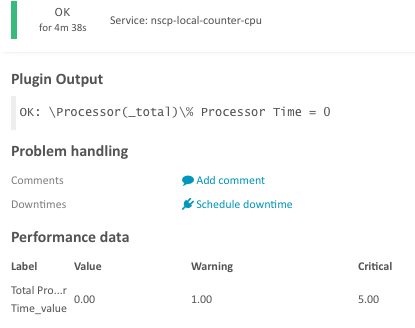 OK
for 4m 38s
Service: nscp-local-counter-cpu
Plugin Output
OK: \Processor(_total)\% Processor Time = 0
Problem handling
Comments Add comment
Downtimes Schedule downtime
Performance data
Label Value Warning Critical
Total Pro...r
Time_value 0.00 1.00 5.00